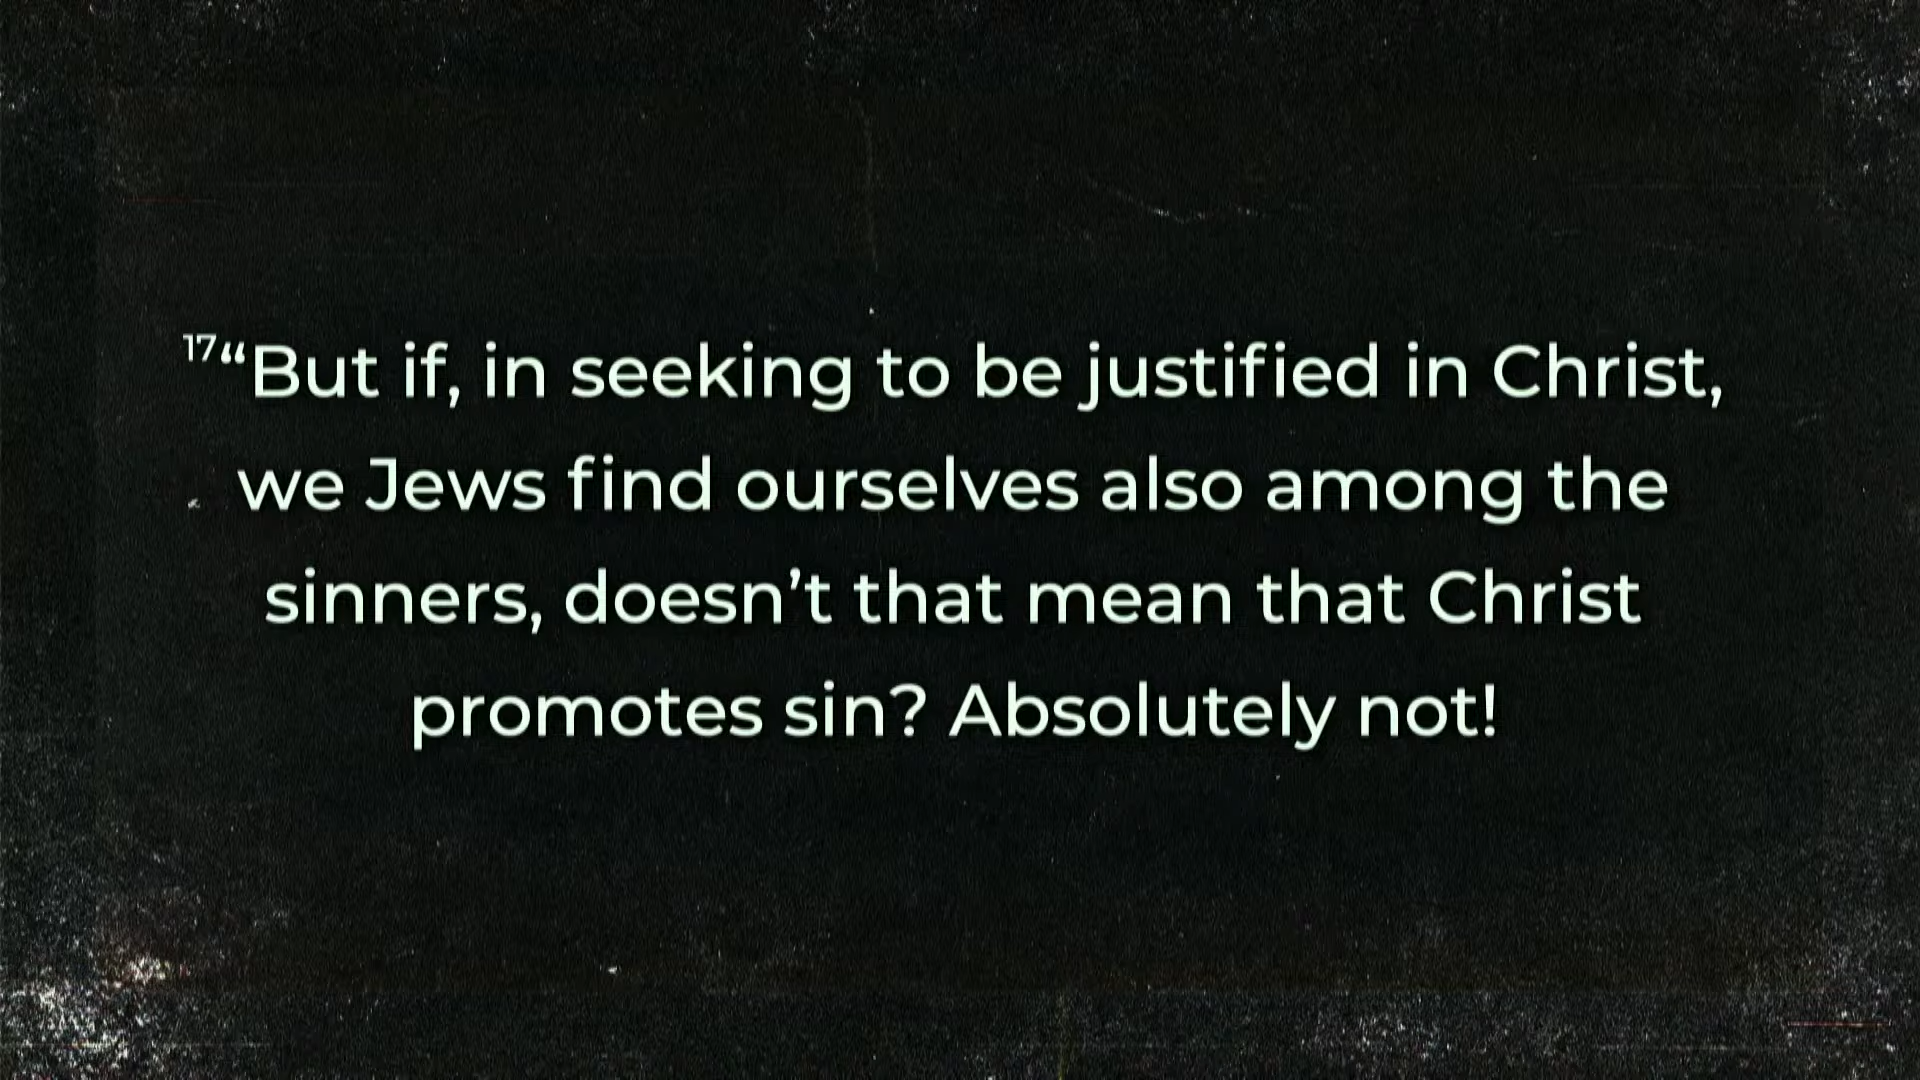 17“But if, in seeking to be justified in Christ,
we Jews find ourselves also among the
sinners, doesn’t that mean that Christ
promotes sin? Absolutely not!